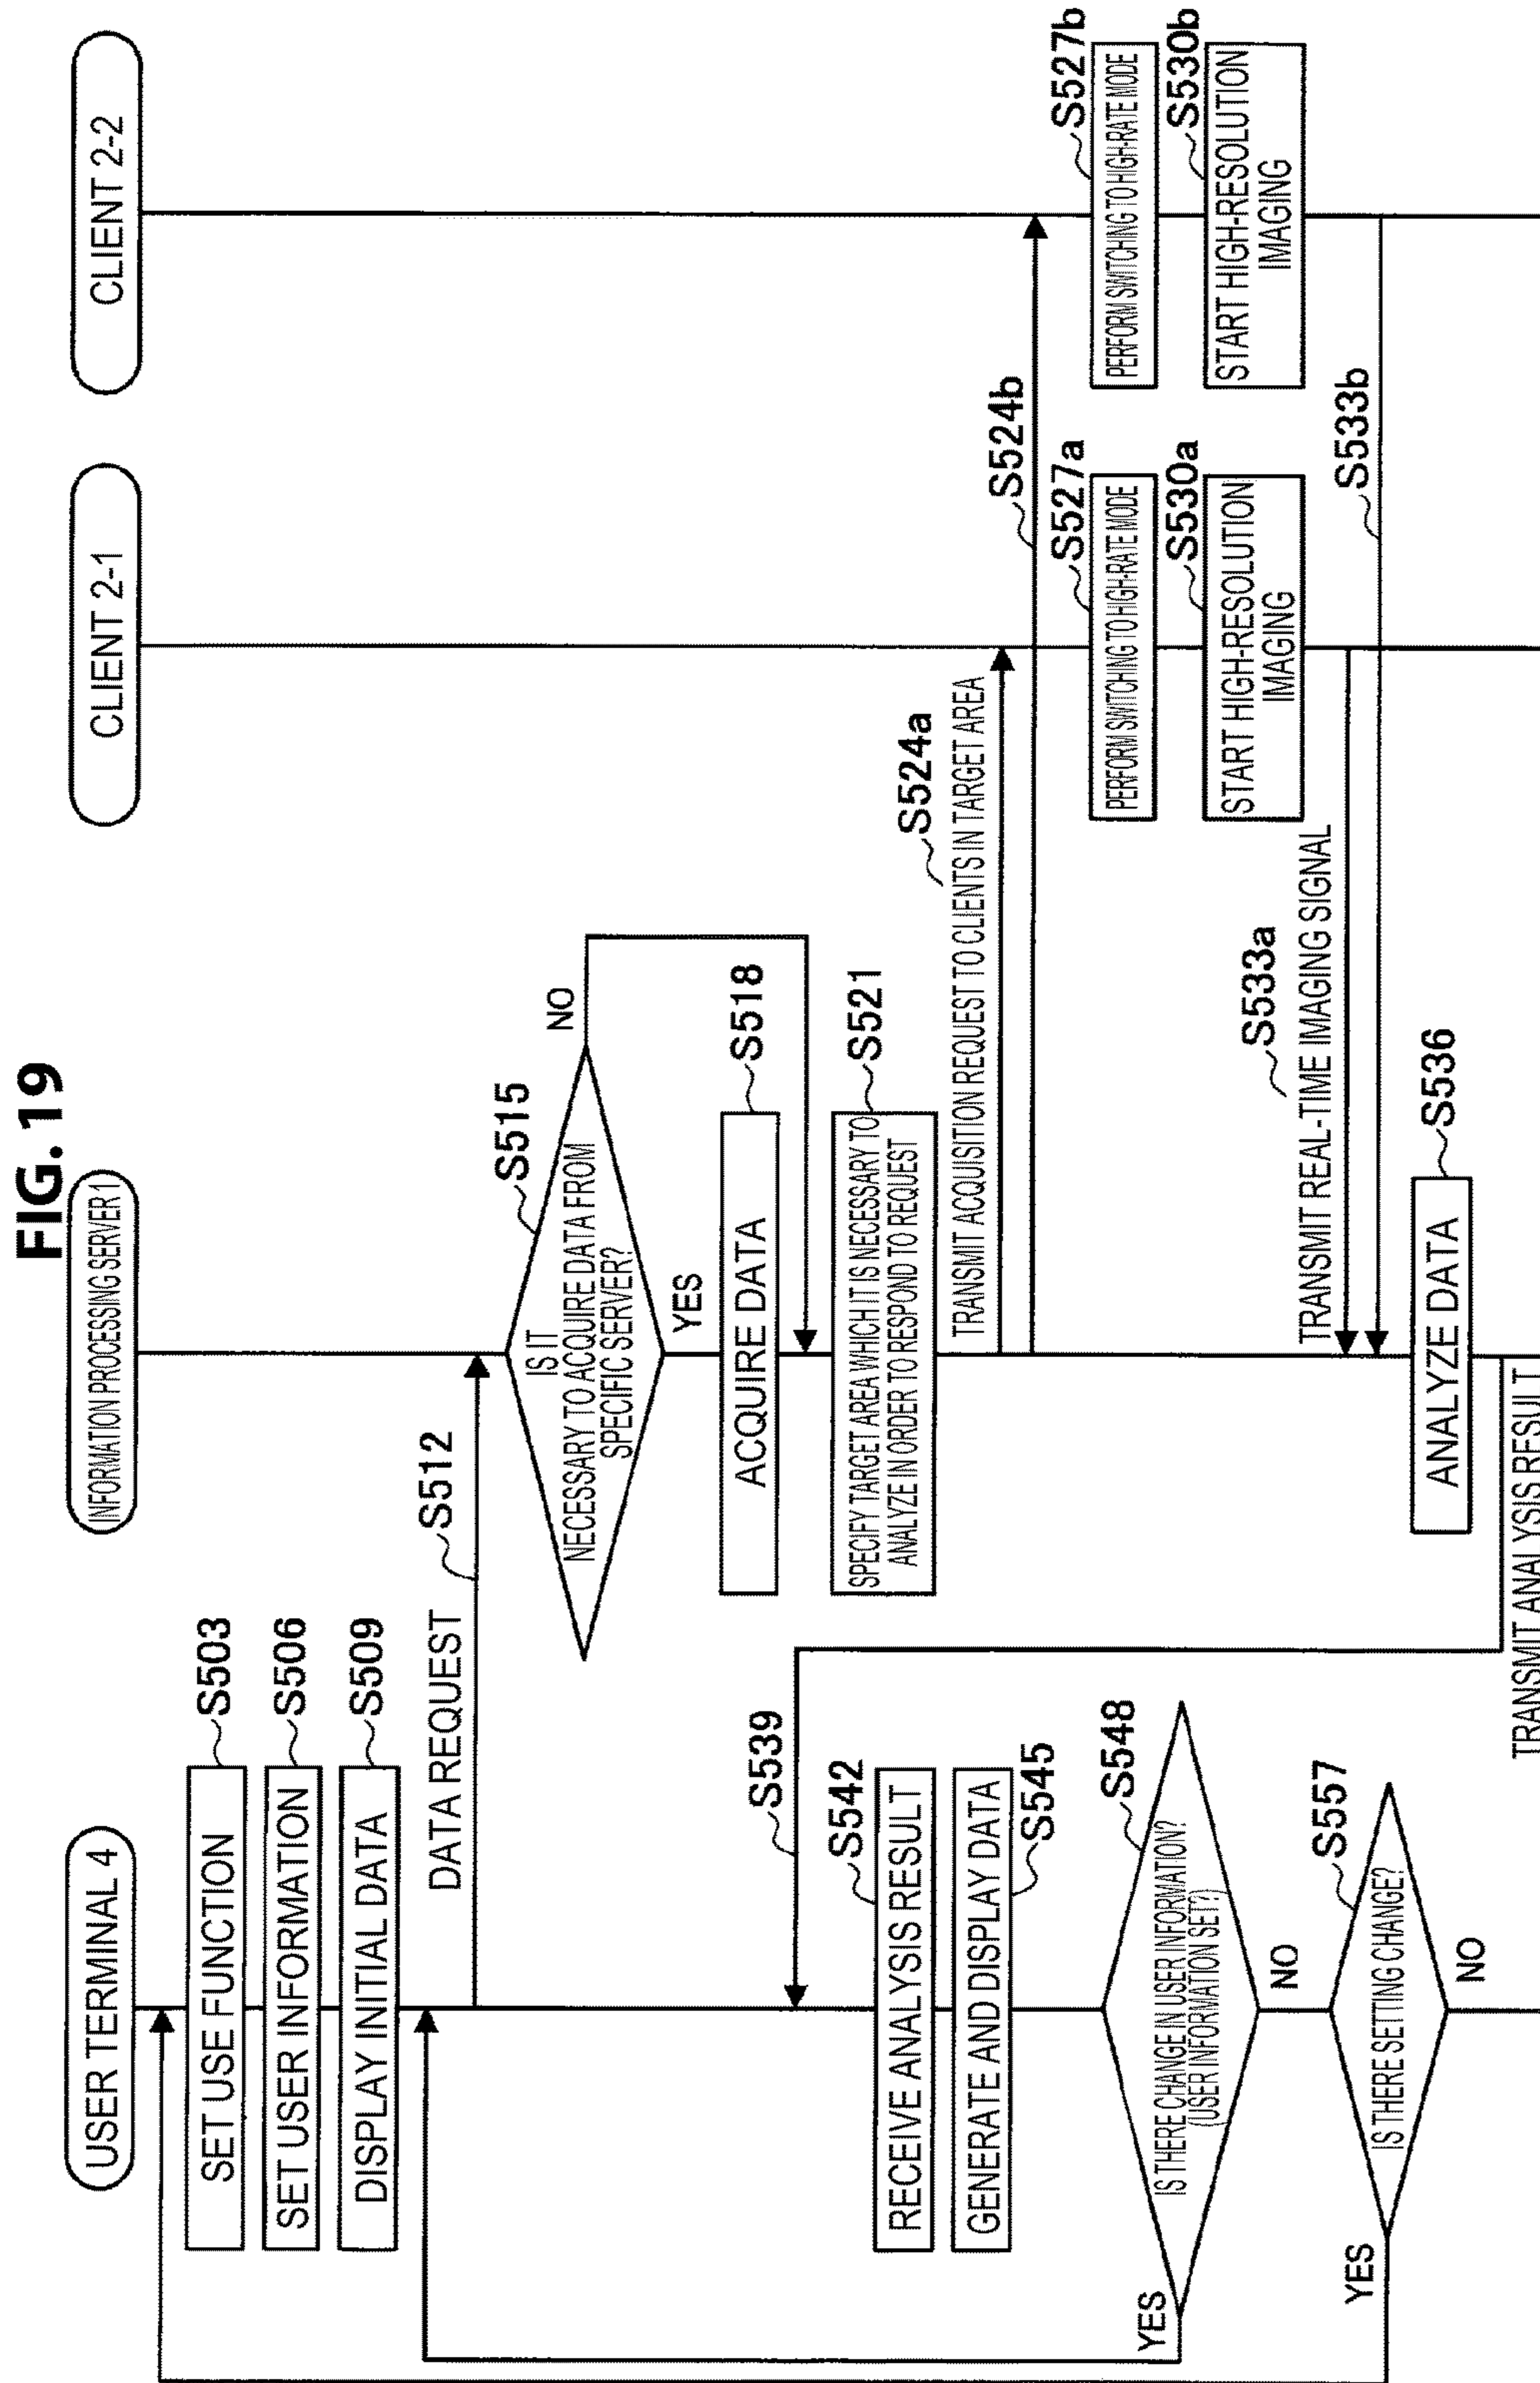 FIG. 19
USER TERMINAL 4
INFORMATION PROCESSING SERVER1
CLIENT 2-1
CLIENT 2-2
SET USE FUNCTION
S503
SET USER INFORMATION
S506
DISPLAY INITIAL DATA
S509
DATA REQUEST
S512
S515
IS IT
NECESSARY TO ACQUIRE DATA FROM
SPECIFIC SERVER?
NO
YES
ACQUIRE DATA
S518
SPECIFY TARGET AREA WHICH IT IS NECESSARY TO
ANALYZE IN ORDER TO RESPOND TO REQUEST
S521
S524a
TRANSMIT ACQUISITION REQUEST TO CLIENTS IN TARGET AREA
S524b
PERFORM SWITCHING TO HIGH-RATE MODE
S527a
PERFORM SWITCHING TO HIGH-RATE MODE
S527b
START HIGH-RESOLUTION
IMAGING
S530a
START HIGH-RESOLUTION
IMAGING
S530b
S533a
TRANSMIT REAL-TIME IMAGING SIGNAL
S533b
ANALYZE DATA
S536
TRANSMIT ANALYSIS RESULT
S539
RECEIVE ANALYSIS RESULT
S542
GENERATE AND DISPLAY DATA
S545
S548
IS THERE CHANGE IN USER INFORMATION?
(USER INFORMATION SET?)
YES
NO
S557
IS THERE SETTING CHANGE?
YES
NO